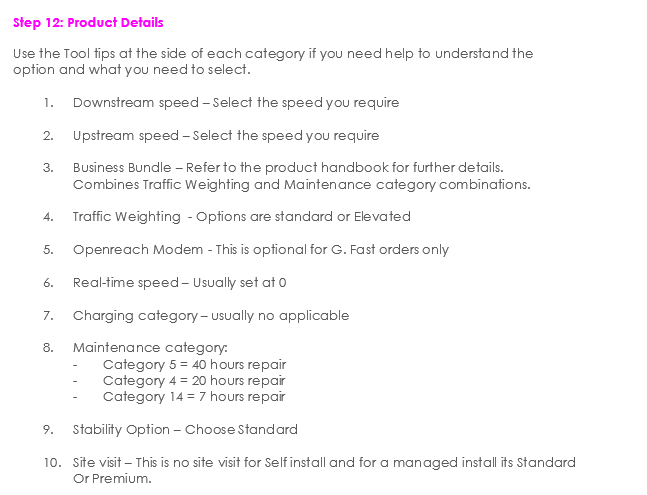 Step 12: Product Details
Use the Tool tips at the side of each category if you need help to understand the
option and what you need to select.
1. Downstream speed – Select the speed you require
2. Upstream speed – Select the speed you require
3. Business Bundle – Refer to the product handbook for further details.
Combines Traffic Weighting and Maintenance category combinations.
4. Traffic Weighting - Options are standard or Elevated
5. Openreach Modem - This is optional for G. Fast orders only
6. Real-time speed – Usually set at 0
7. Charging category – usually no applicable
8. Maintenance category:
- Category 5 = 40 hours repair
- Category 4 = 20 hours repair
- Category 14 = 7 hours repair
9. Stability Option – Choose Standard
10. Site visit – This is no site visit for Self install and for a managed install its Standard
Or Premium.